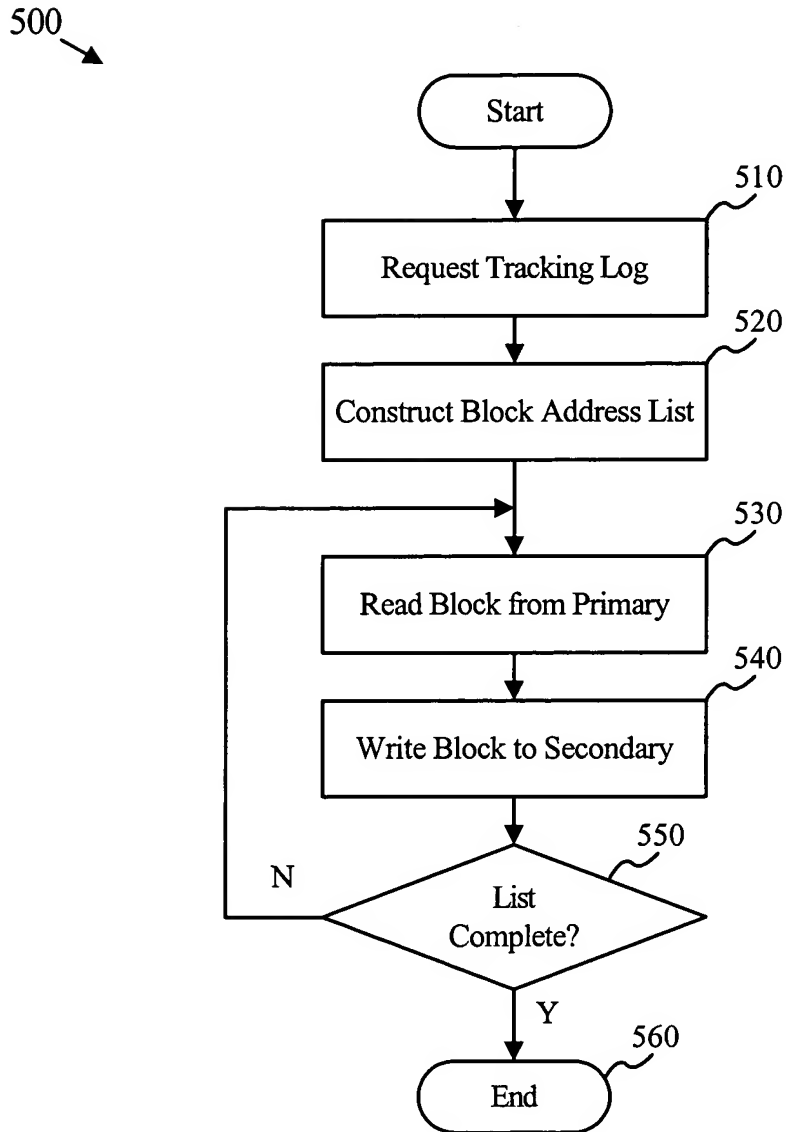 500
Start
510
Request Tracking Log
520
Construct Block Address List
530
Read Block from Primary
540
Write Block to Secondary
550
N
List
Complete?
Y
560
End